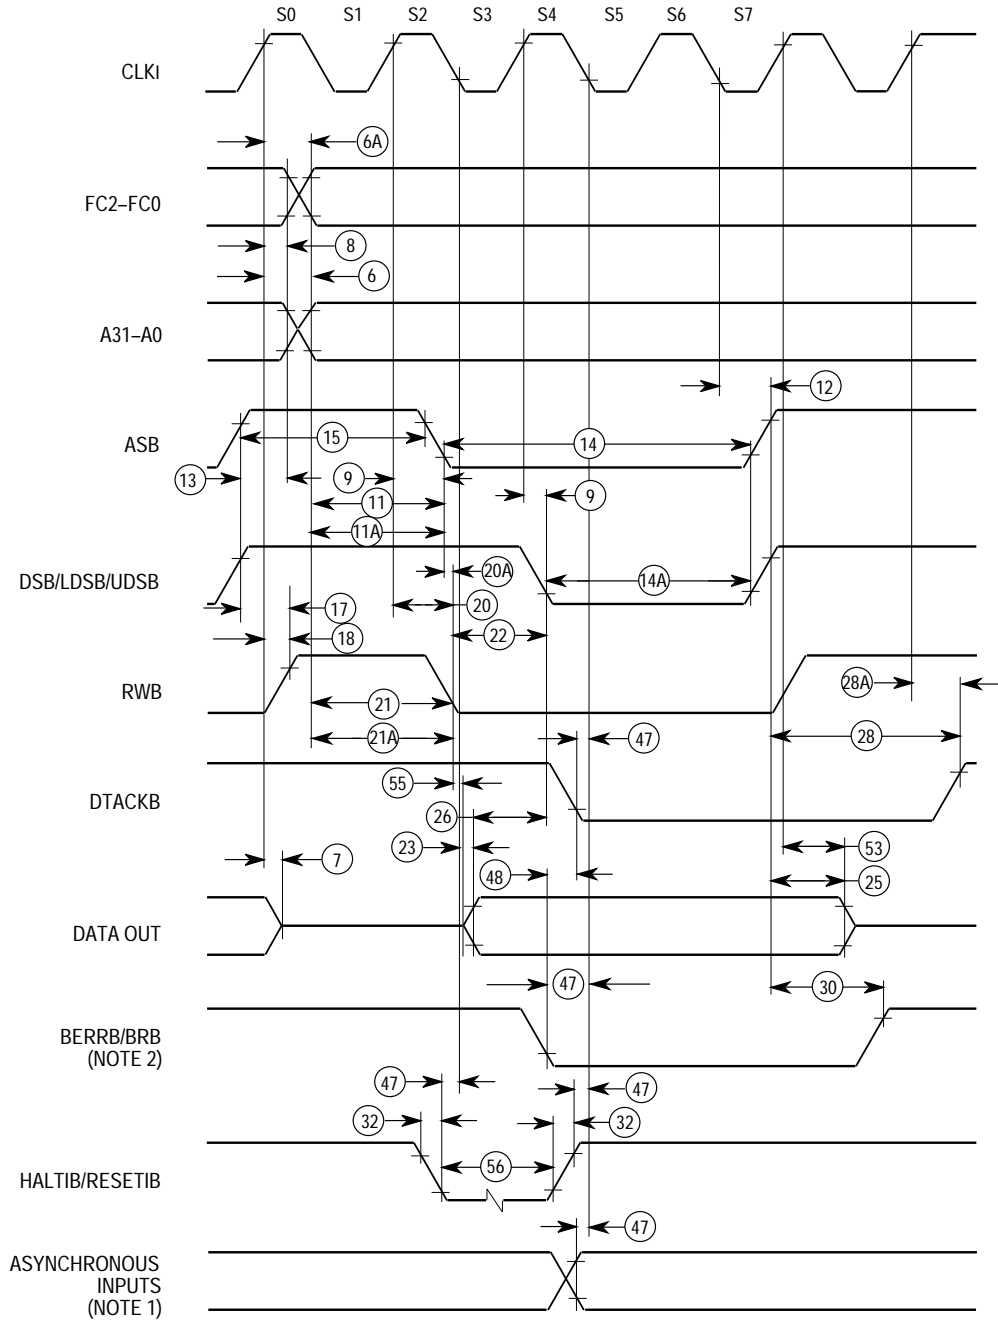 S0 S1 S2 S3 S4 S5 S6 S7
CLKI
6A
FC2–FC0
8
6
A31–A0
12
ASB
15 14
13 9
9
11
11A
DSB/LDSB/UDSB
20A 14A
17 20
18 22
RWB
28A
21
21A 47 28
DTACKB
55
26
23 53
7 48 25
DATA OUT
47 30
BERRB/BRB
(NOTE 2)
47 47
32 32
HALTIB/RESETIB
56
47
ASYNCHRONOUS
INPUTS
(NOTE 1)